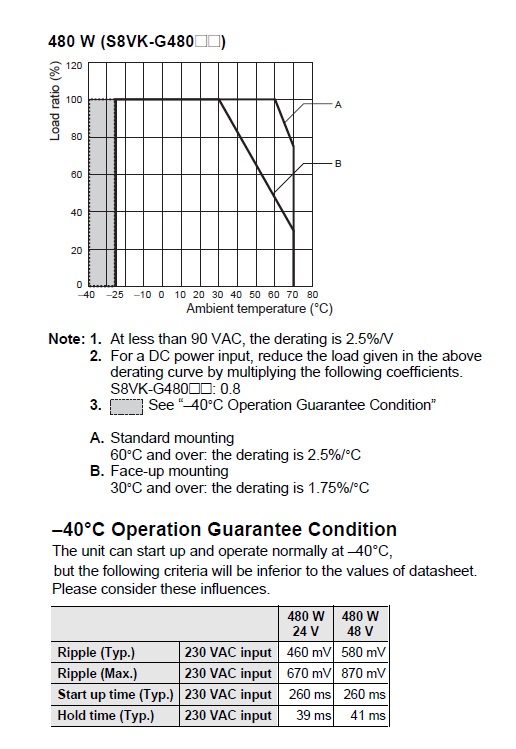 480 W (S8VK-G480□□)
Load ratio (%)
120
100
80
60
40
20
0
A
B
–40 –25 –10 0 10 20 30 40 50 60 70 80
Ambient temperature (°C)
Note: 1. At less than 90 VAC, the derating is 2.5%/V
2. For a DC power input, reduce the load given in the above
derating curve by multiplying the following coefficients.
S8VK-G480□□: 0.8
3. See “–40°C Operation Guarantee Condition”
A. Standard mounting
60°C and over: the derating is 2.5%/°C
B. Face-up mounting
30°C and over: the derating is 1.75%/°C
–40°C Operation Guarantee Condition
The unit can start up and operate normally at –40°C,
but the following criteria will be inferior to the values of datasheet.
Please consider these influences.
480 W 480 W
24 V 48 V
Ripple (Typ.) 230 VAC input 460 mV 580 mV
Ripple (Max.) 230 VAC input 670 mV 870 mV
Start up time (Typ.) 230 VAC input 260 ms 260 ms
Hold time (Typ.) 230 VAC input 39 ms 41 ms